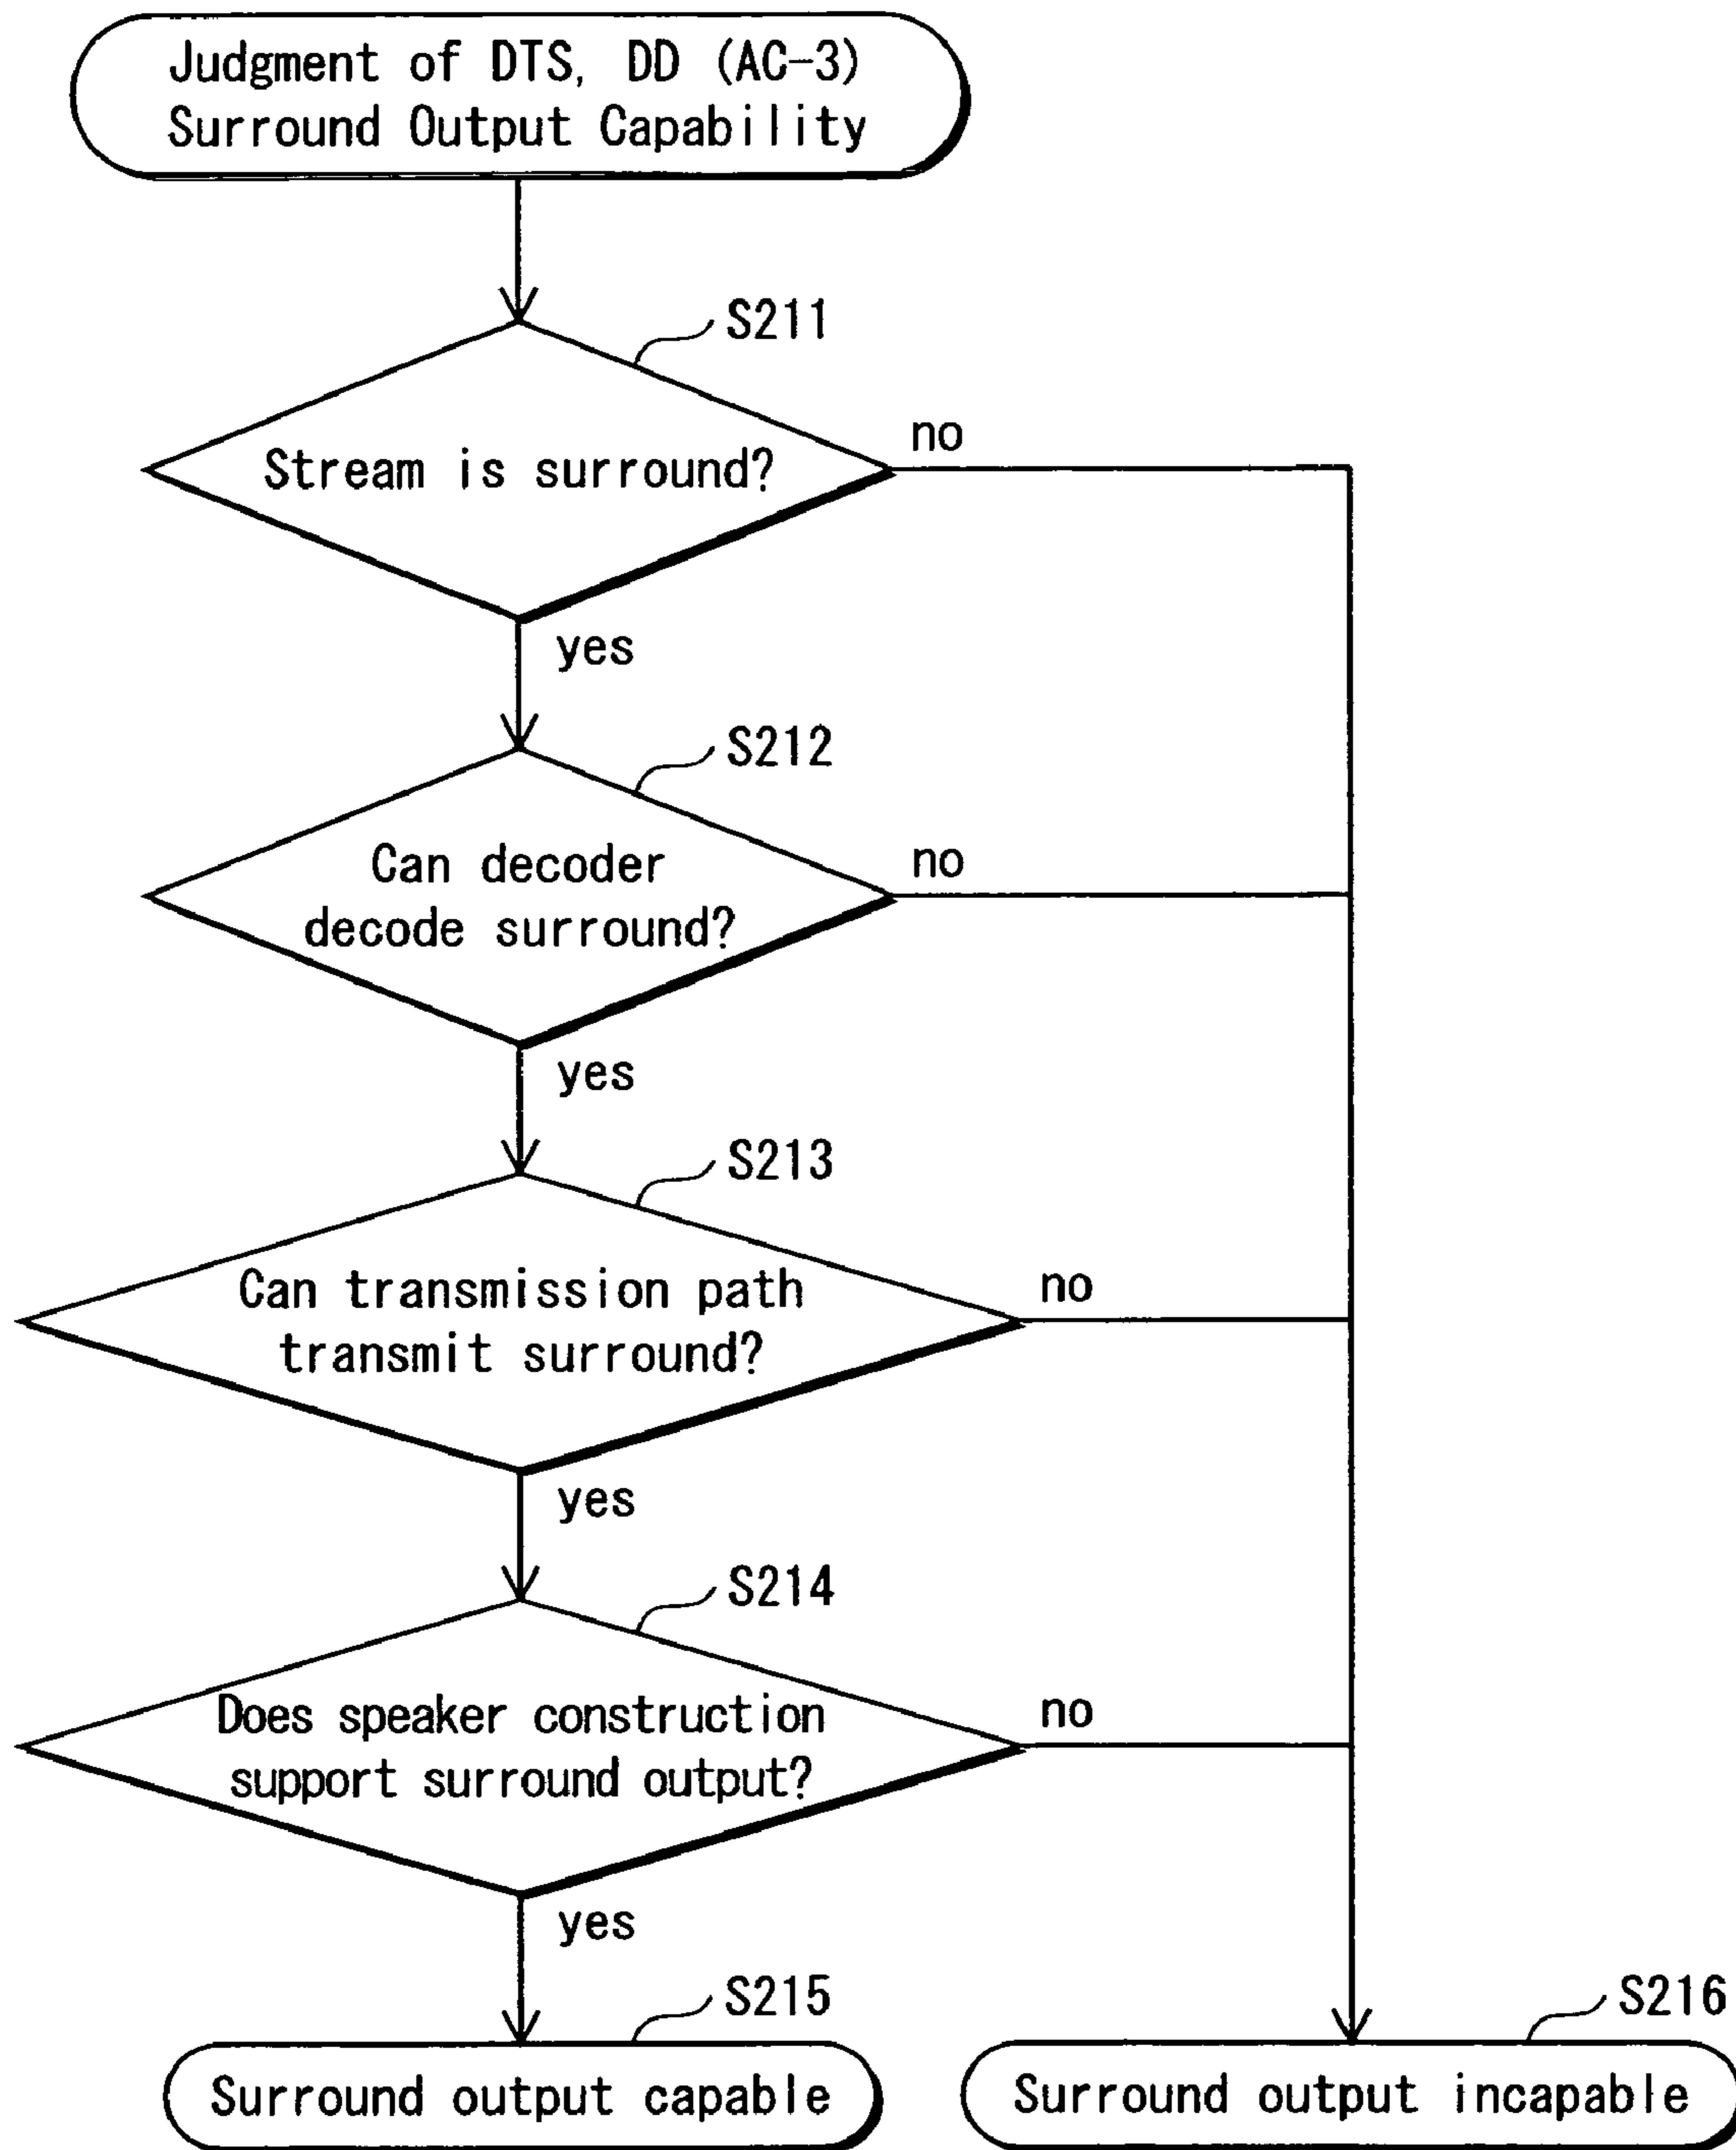 Judgment of DTS, DD (AC-3)
Surround Output Capability
S211
Stream is surround?
no
yes
S212
Can decoder
decode surround?
no
yes
S213
Can transmission path
transmit surround?
no
yes
S214
Does speaker construction
support surround output?
no
yes
S215
Surround output capable
S216
Surround output incapable